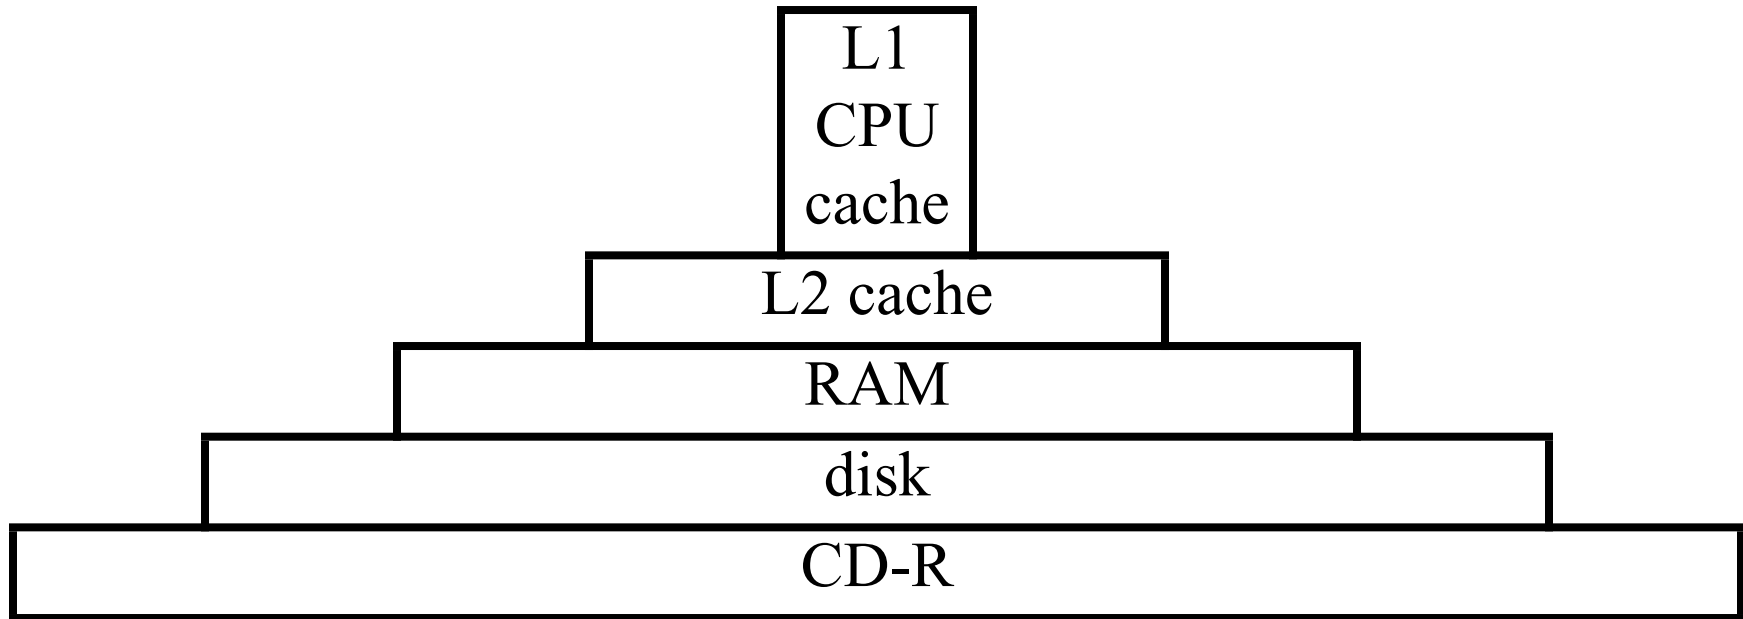 L1
CPU
cache
L2 cache
RAM
disk
CD-R